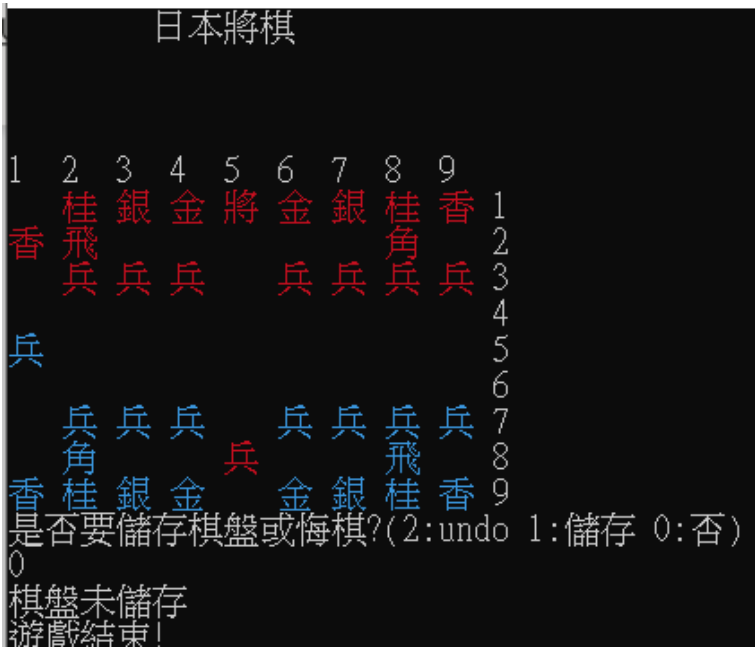 日本將棋
1 2 3 4 5 6 7 8 9
桂 銀 金 將 金 銀 桂 香 1
香 飛 角 2
兵 兵 兵 兵 兵 兵 兵 3
4
兵 5
6
兵 兵 兵 兵 兵 兵 兵 7
角 兵 飛 8
香 桂 銀 金 金 銀 桂 香 9
是否要儲存棋盤或悔棋?(2:undo 1:儲存 0:否)
0
棋盤未儲存
遊戲結束!